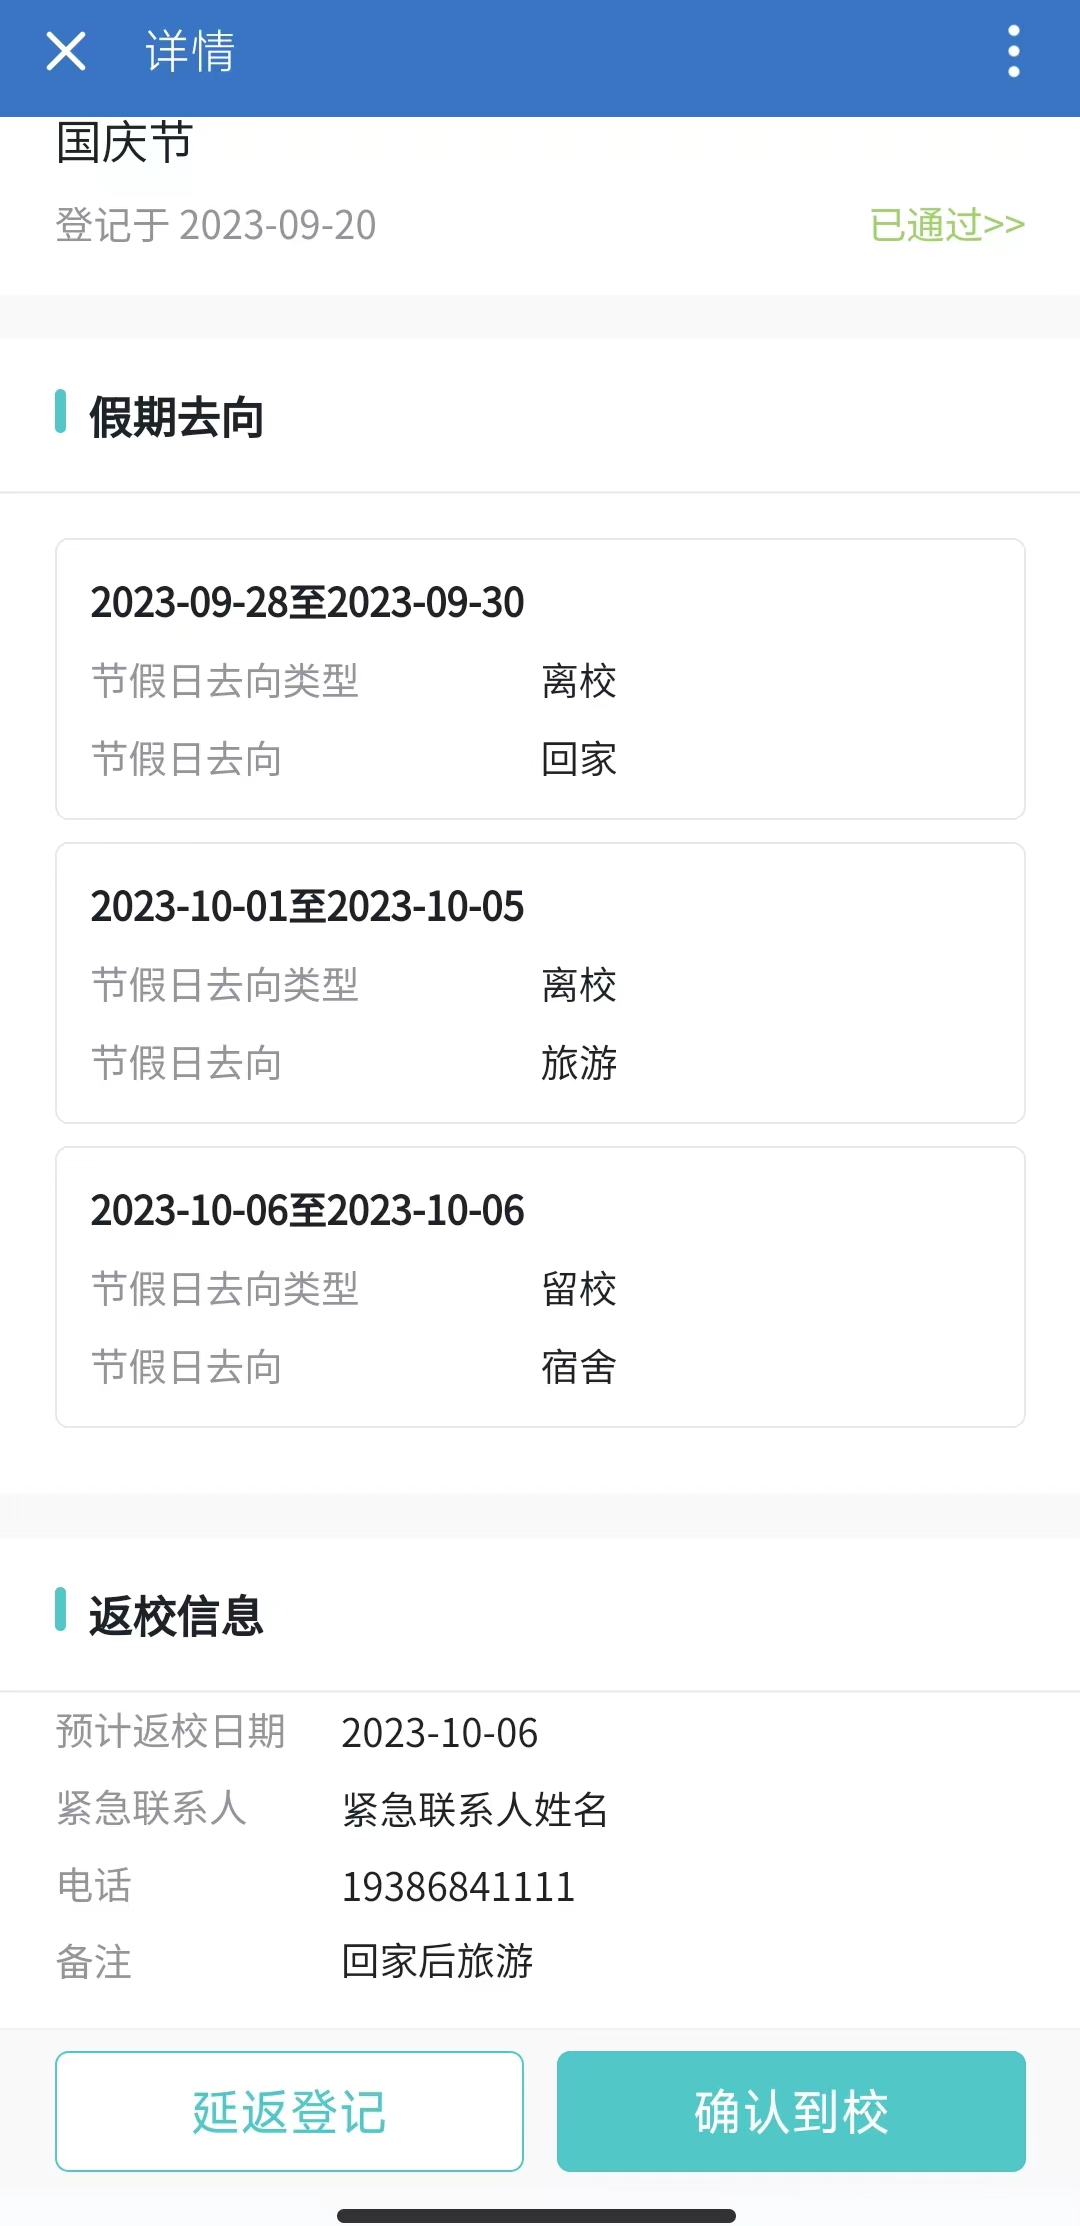 详情
国庆节
登记于 2023-09-20
已通过>>
假期去向
2023-09-28至2023-09-30
节假日去向类型 离校
节假日去向 回家
2023-10-01至2023-10-05
节假日去向类型 离校
节假日去向 旅游
2023-10-06至2023-10-06
节假日去向类型 留校
节假日去向 宿舍
返校信息
预计返校日期 2023-10-06
紧急联系人 紧急联系人姓名
电话 19386841111
备注 回家后旅游
延返登记
确认到校